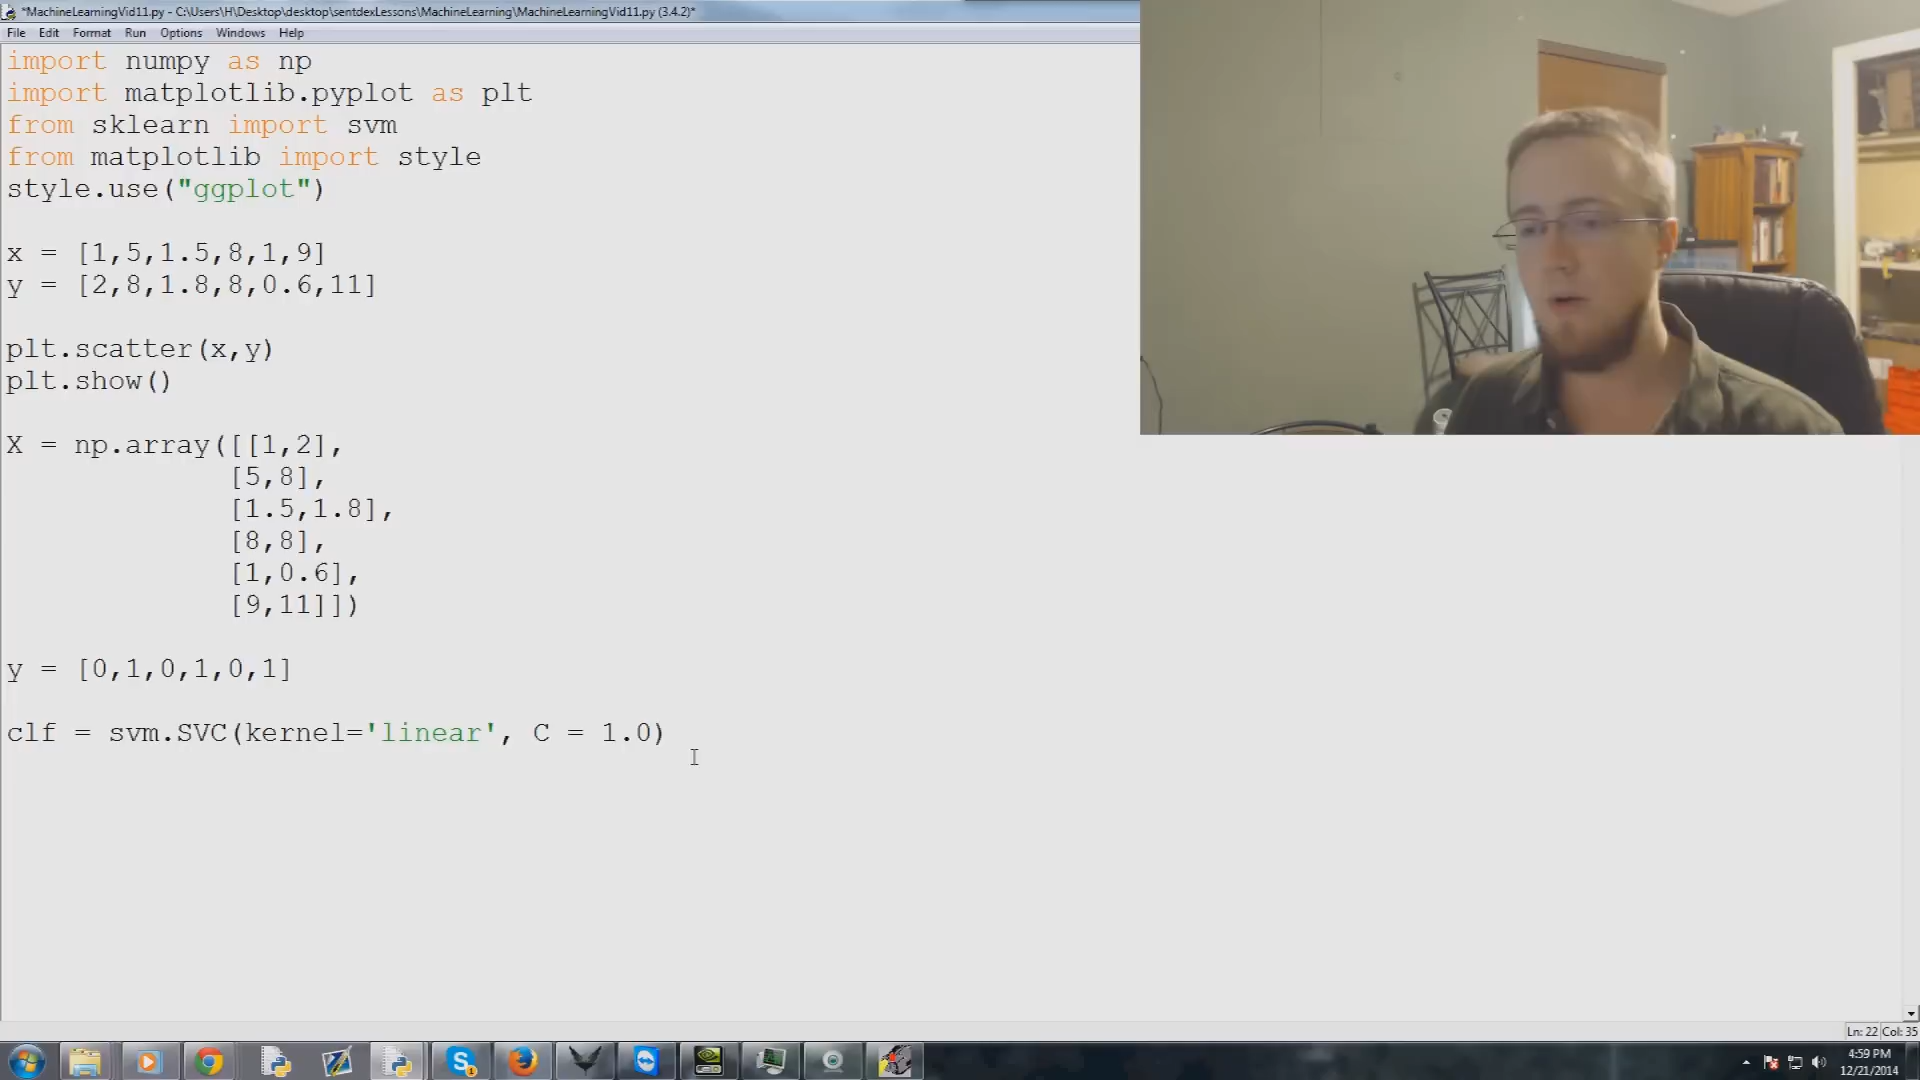 *MachineLearningVid11.py - C:\Users\H\Desktop\desktop\sentdexLessons\MachineLearning\MachineLearningVid11.py (3.4.2)*
File Edit Format Run Options Windows Help
import numpy as np
import matplotlib.pyplot as plt
from sklearn import svm
from matplotlib import style
style.use("ggplot")
x = [1,5,1.5,8,1,9]
y = [2,8,1.8,8,0.6,11]
plt.scatter(x,y)
plt.show()
X = np.array([[1,2],
[5,8],
[1.5,1.8],
[8,8],
[1,0.6],
[9,11]])
y = [0,1,0,1,0,1]
clf = svm.SVC(kernel='linear', C = 1.0)
Ln: 22 Col: 35
4:59 PM
12/21/2014